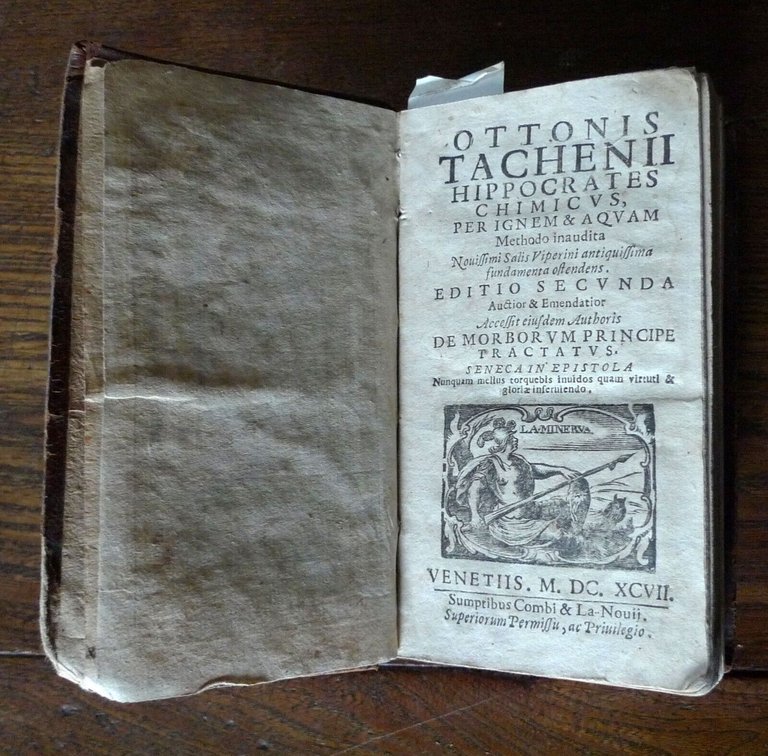 OTTONIS
TACHENII
HIPPOCRATES
CHIMICVS,
PER IGNEM & AQVAM
Methodo inaudita
Nouiſſimi Salis Viperini antiquiſſima
fundamenta oſtendens.
EDITIO SECVNDA
Auctior & Emendatior
Acceſſit eiuſdem Authoris
DE MORBORVM PRINCIPE
TRACTATVS.
SENECA IN EPISTOLA
Nunquam melius torquebis inuidos quam virtuti &
gloriæ inſeruiendo.
LA·MINERVA
VENETIIS. M. DC. XCVII.
Sumptibus Combi & La-Nouij.
Superiorum Permiſſu, ac Priuilegio.